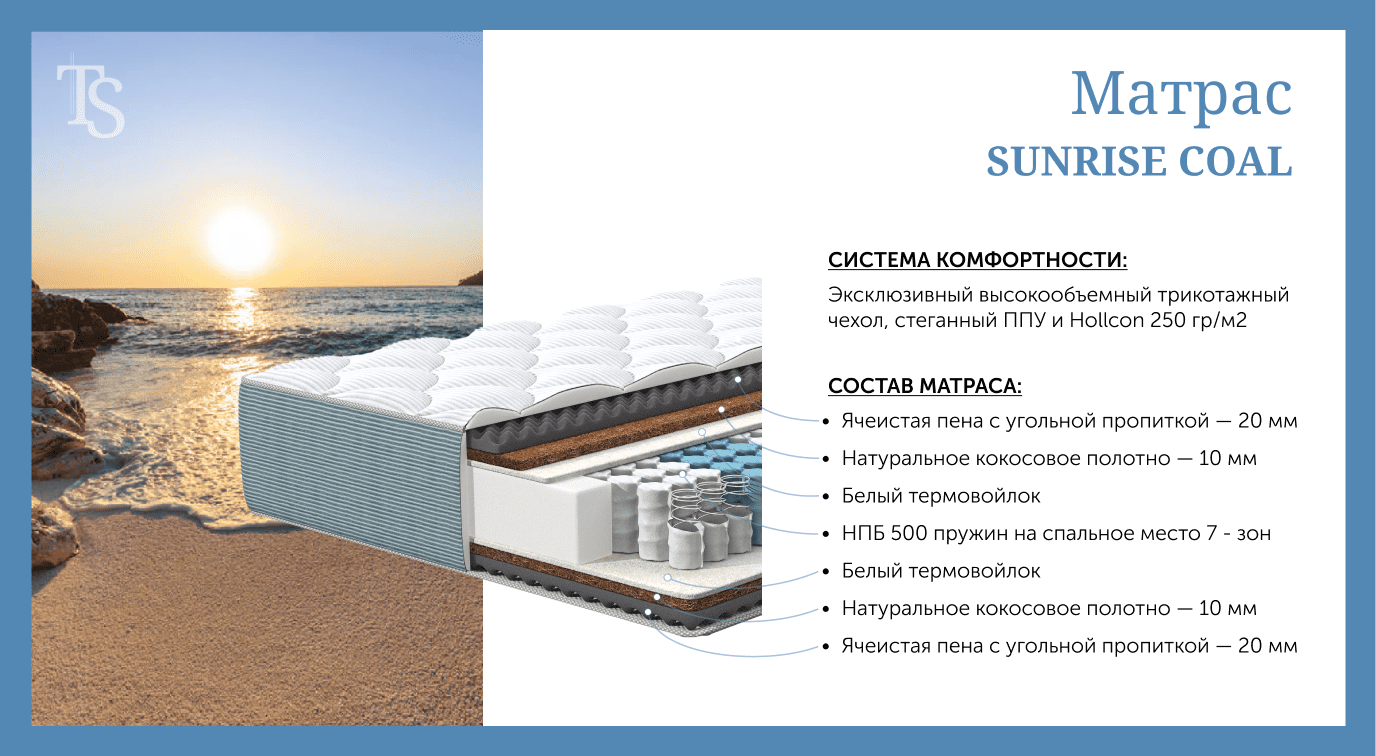 TS
Матрас
SUNRISE COAL
СИСТЕМА КОМФОРТНОСТИ:
Эксклюзивный высокообъемный трикотажный
чехол, стеганный ППУ и Hollcon 250 гр/м2
СОСТАВ МАТРАСА:
• Ячеистая пена с угольной пропиткой — 20 мм
• Натуральное кокосовое полотно — 10 мм
• Белый термовойлок
• НПБ 500 пружин на спальное место 7 - зон
• Белый термовойлок
• Натуральное кокосовое полотно — 10 мм
• Ячеистая пена с угольной пропиткой — 20 мм